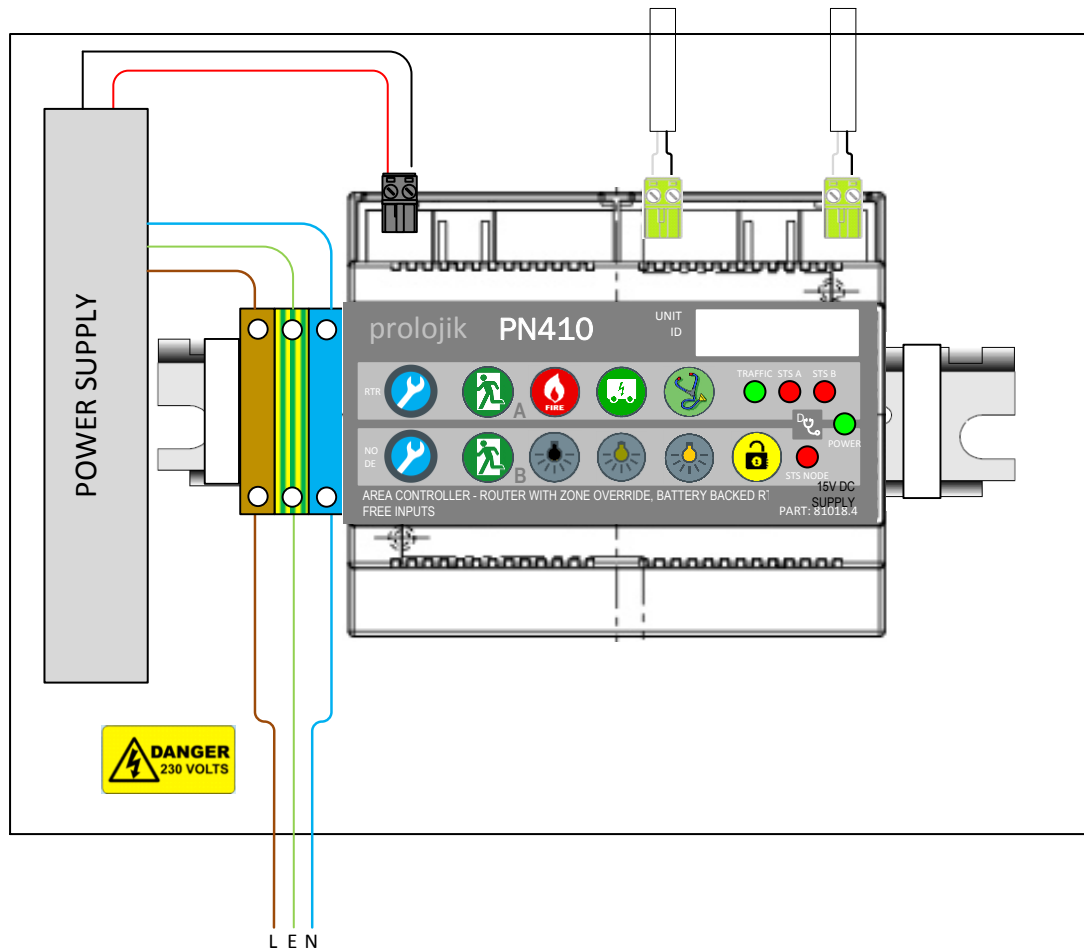 POWER SUPPLY
prolojik PN410
UNIT
ID
RTR
A
FIRE
TRAFFIC STS A STS B
D
POWER
NO
DE
B
STS NODE
AREA CONTROLLER - ROUTER WITH ZONE OVERRIDE, BATTERY BACKED RT
FREE INPUTS
15V DC
SUPPLY
PART: 81018.4
DANGER
230 VOLTS
L E N